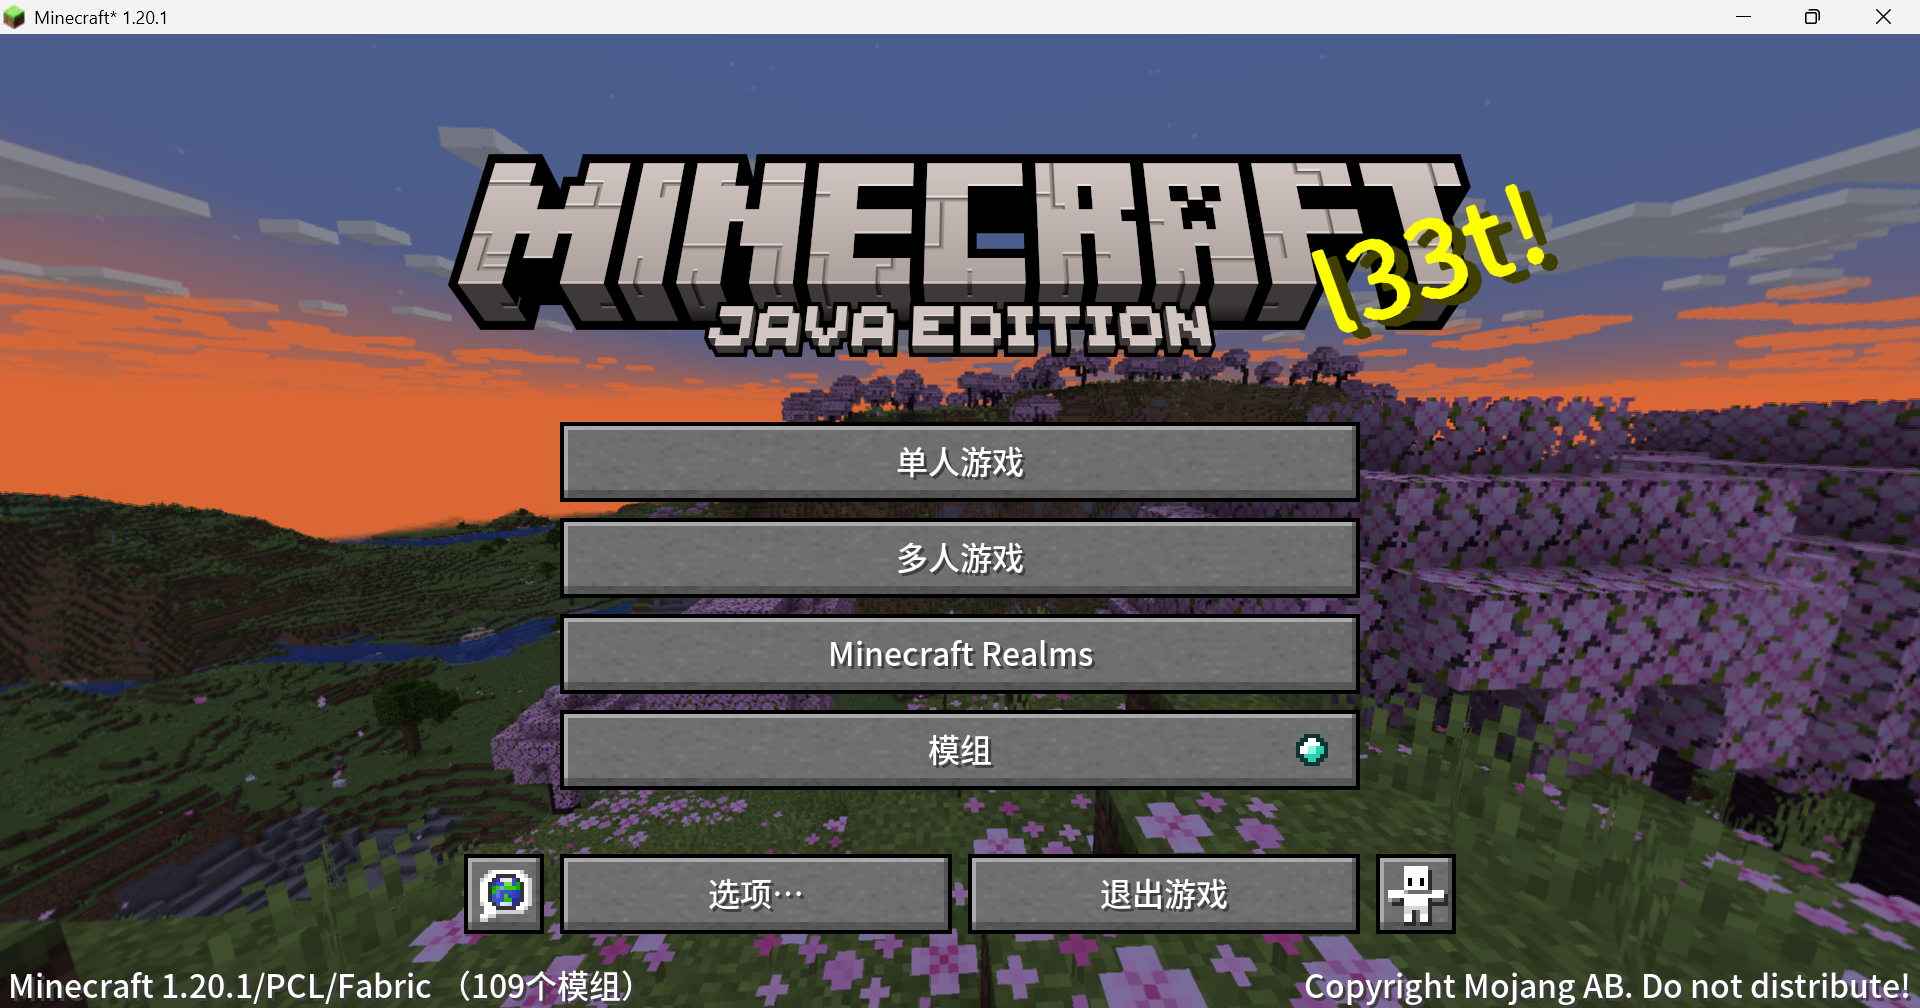 Minecraft* 1.20.1
MINECRAFT
JAVA EDITION
l33t!
单人游戏
多人游戏
Minecraft Realms
模组
选项…
退出游戏
Minecraft 1.20.1/PCL/Fabric （109个模组）
Copyright Mojang AB. Do not distribute!